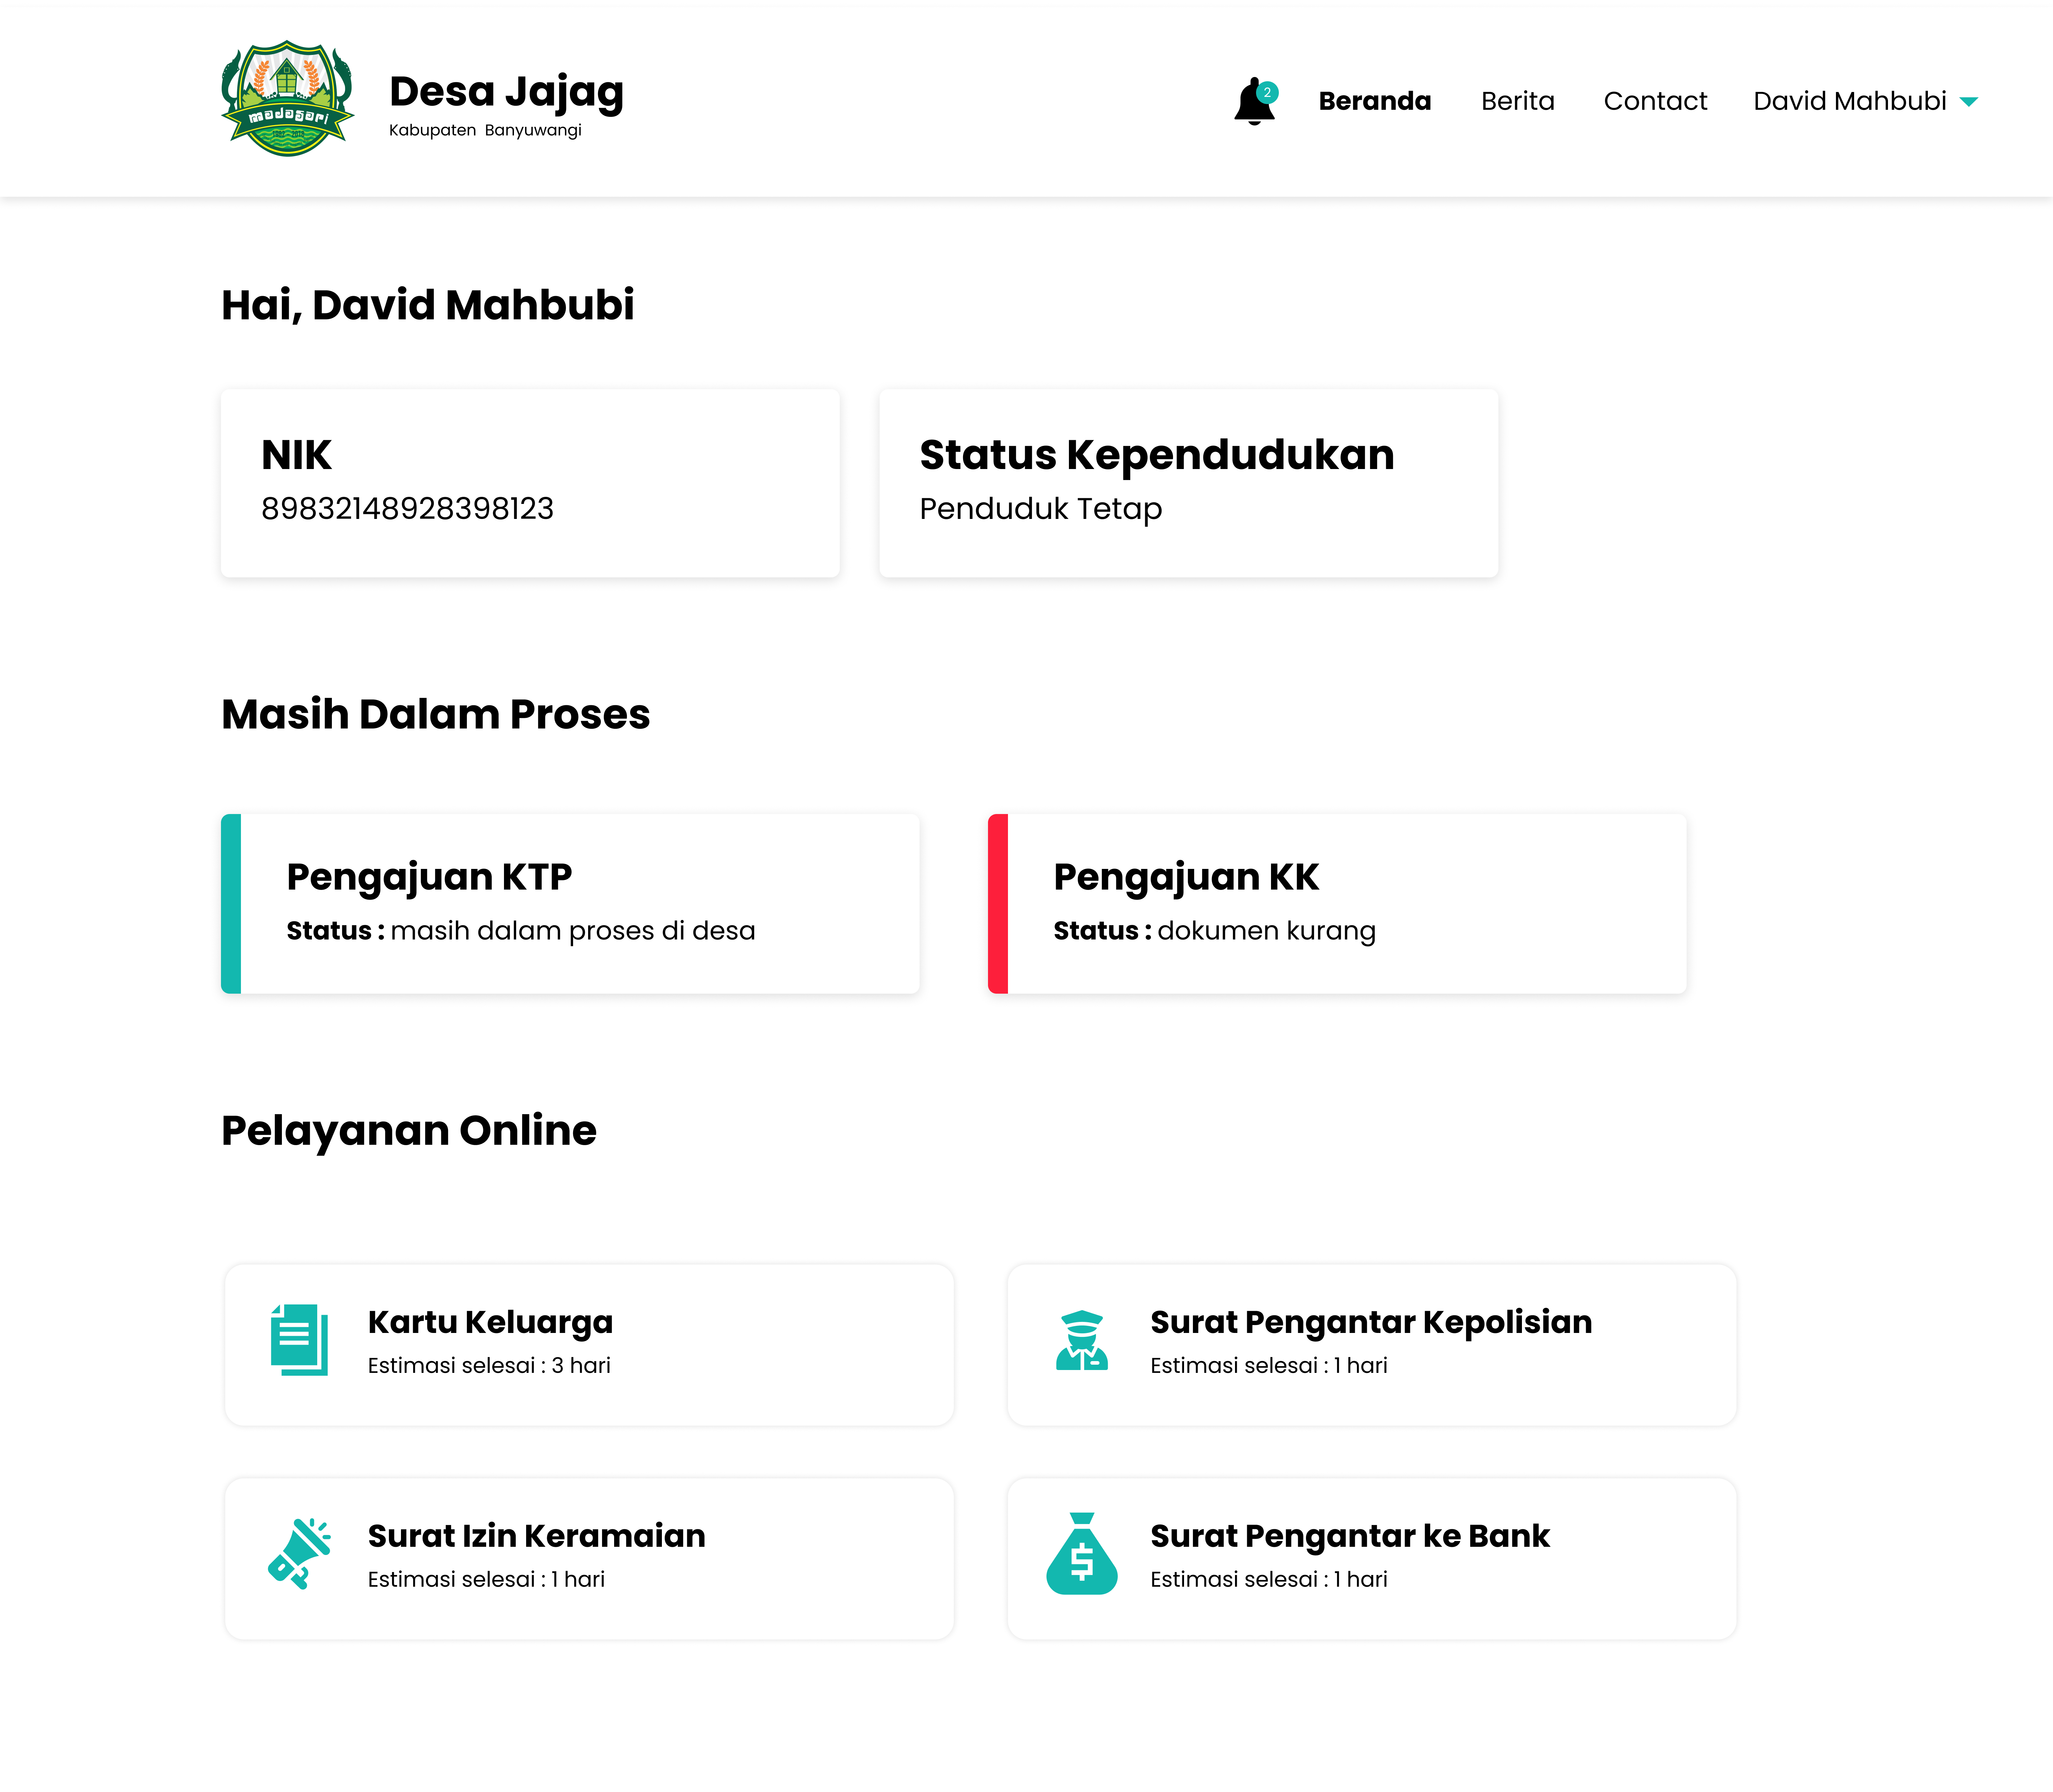 madasari
Desa Jajag
Kabupaten Banyuwangi
2
Beranda
Berita
Contact
David Mahbubi
Hai, David Mahbubi
NIK
89832148928398123
Status Kependudukan
Penduduk Tetap
Masih Dalam Proses
Pengajuan KTP
Status : masih dalam proses di desa
Pengajuan KK
Status : dokumen kurang
Pelayanan Online
Kartu Keluarga
Estimasi selesai : 3 hari
Surat Pengantar Kepolisian
Estimasi selesai : 1 hari
Surat Izin Keramaian
Estimasi selesai : 1 hari
Surat Pengantar ke Bank
Estimasi selesai : 1 hari